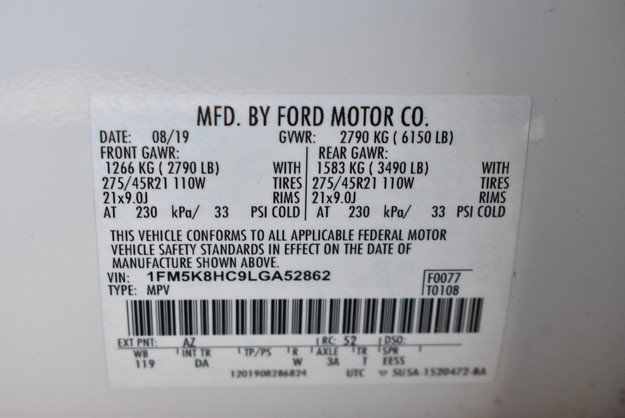 MFD. BY FORD MOTOR CO.
DATE: 08/19 GVWR: 2790 KG ( 6150 LB)
FRONT GAWR: REAR GAWR:
1266 KG ( 2790 LB) WITH 1583 KG ( 3490 LB) WITH
275/45R21 110W TIRES 275/45R21 110W TIRES
21x9.0J RIMS 21x9.0J RIMS
AT 230 kPa/ 33 PSI COLD AT 230 kPa/ 33 PSI COLD
THIS VEHICLE CONFORMS TO ALL APPLICABLE FEDERAL MOTOR
VEHICLE SAFETY STANDARDS IN EFFECT ON THE DATE OF
MANUFACTURE SHOWN ABOVE.
VIN: 1FM5K8HC9LGA52862 F0077
TYPE: MPV T0108
EXT PNT: AZ RC: 52 DSO:
WB INT TR TP/PS R AXLE TR SPR
119 DA W 3A T EESS
1201908286824 UTC SU5A-1520472-BA